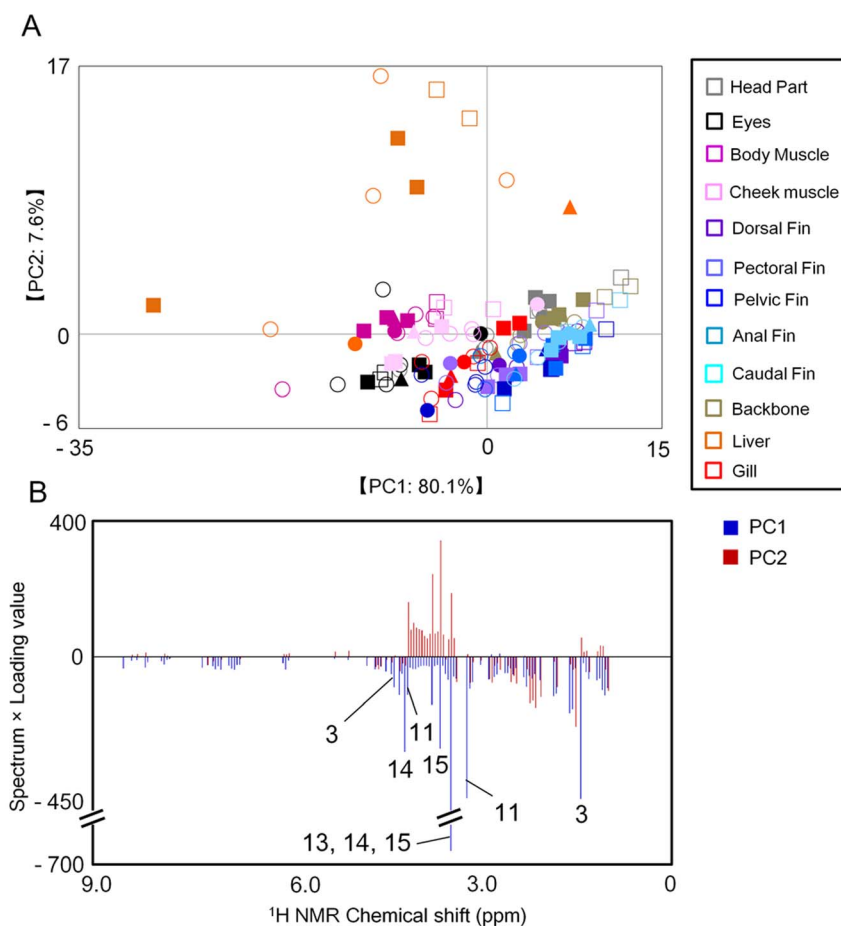 A
17
0
- 6
- 35
0
15
【PC2: 7.6%】
【PC1: 80.1%】
Head Part
Eyes
Body Muscle
Cheek muscle
Dorsal Fin
Pectoral Fin
Pelvic Fin
Anal Fin
Caudal Fin
Backbone
Liver
Gill
B
PC1
PC2
400
0
- 450
- 700
Spectrum × Loading value
3
11
14 15
11
3
13, 14, 15
9.0 6.0 3.0 0
¹H NMR Chemical shift (ppm)